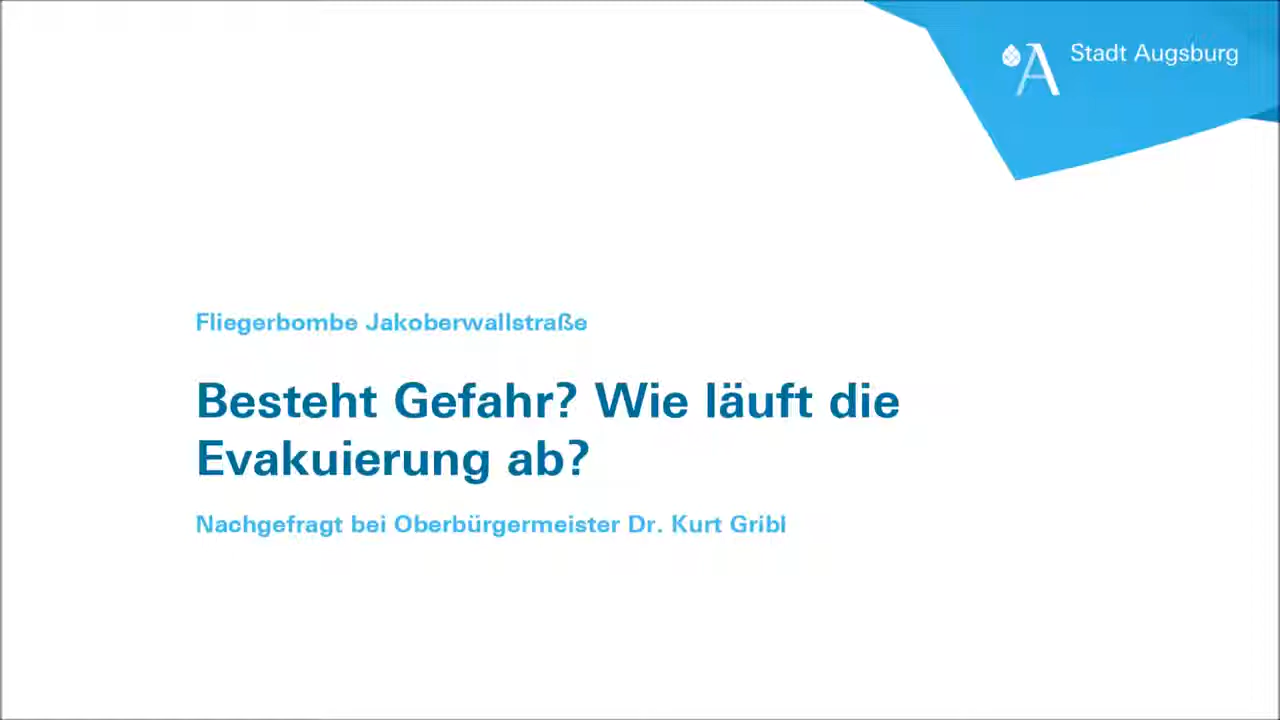 Stadt Augsburg
Fliegerbombe Jakoberwallstraße
Besteht Gefahr? Wie läuft die
Evakuierung ab?
Nachgefragt bei Oberbürgermeister Dr. Kurt Gribl